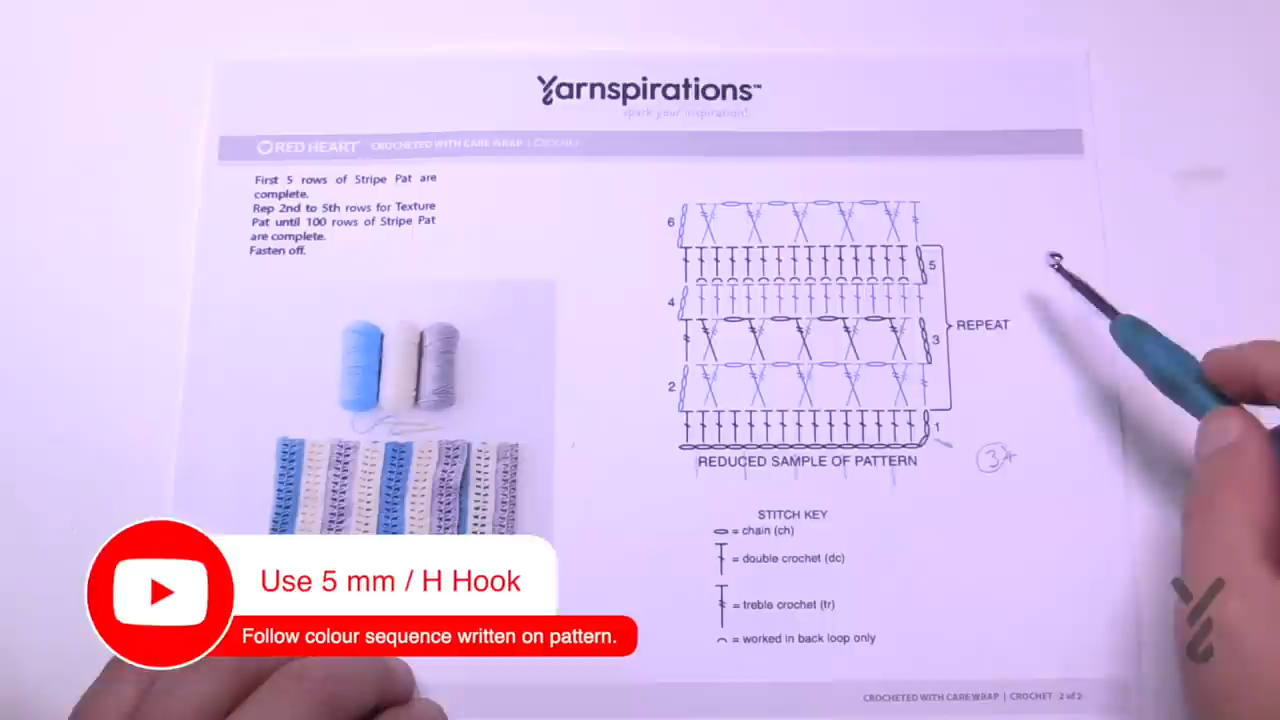 Yarnspirations™
spark your inspiration!
RED HEART CROCHETED WITH CARE WRAP | CROCHET
First 5 rows of Stripe Pat are
complete.
Rep 2nd to 5th rows for Texture
Pat until 100 rows of Stripe Pat
are complete.
Fasten off.
6
5
4
REPEAT
3
2
1
REDUCED SAMPLE OF PATTERN
STITCH KEY
= chain (ch)
= double crochet (dc)
= treble crochet (tr)
= worked in back loop only
Use 5 mm / H Hook
Follow colour sequence written on pattern.
CROCHETED WITH CARE WRAP | CROCHET 2 of 2